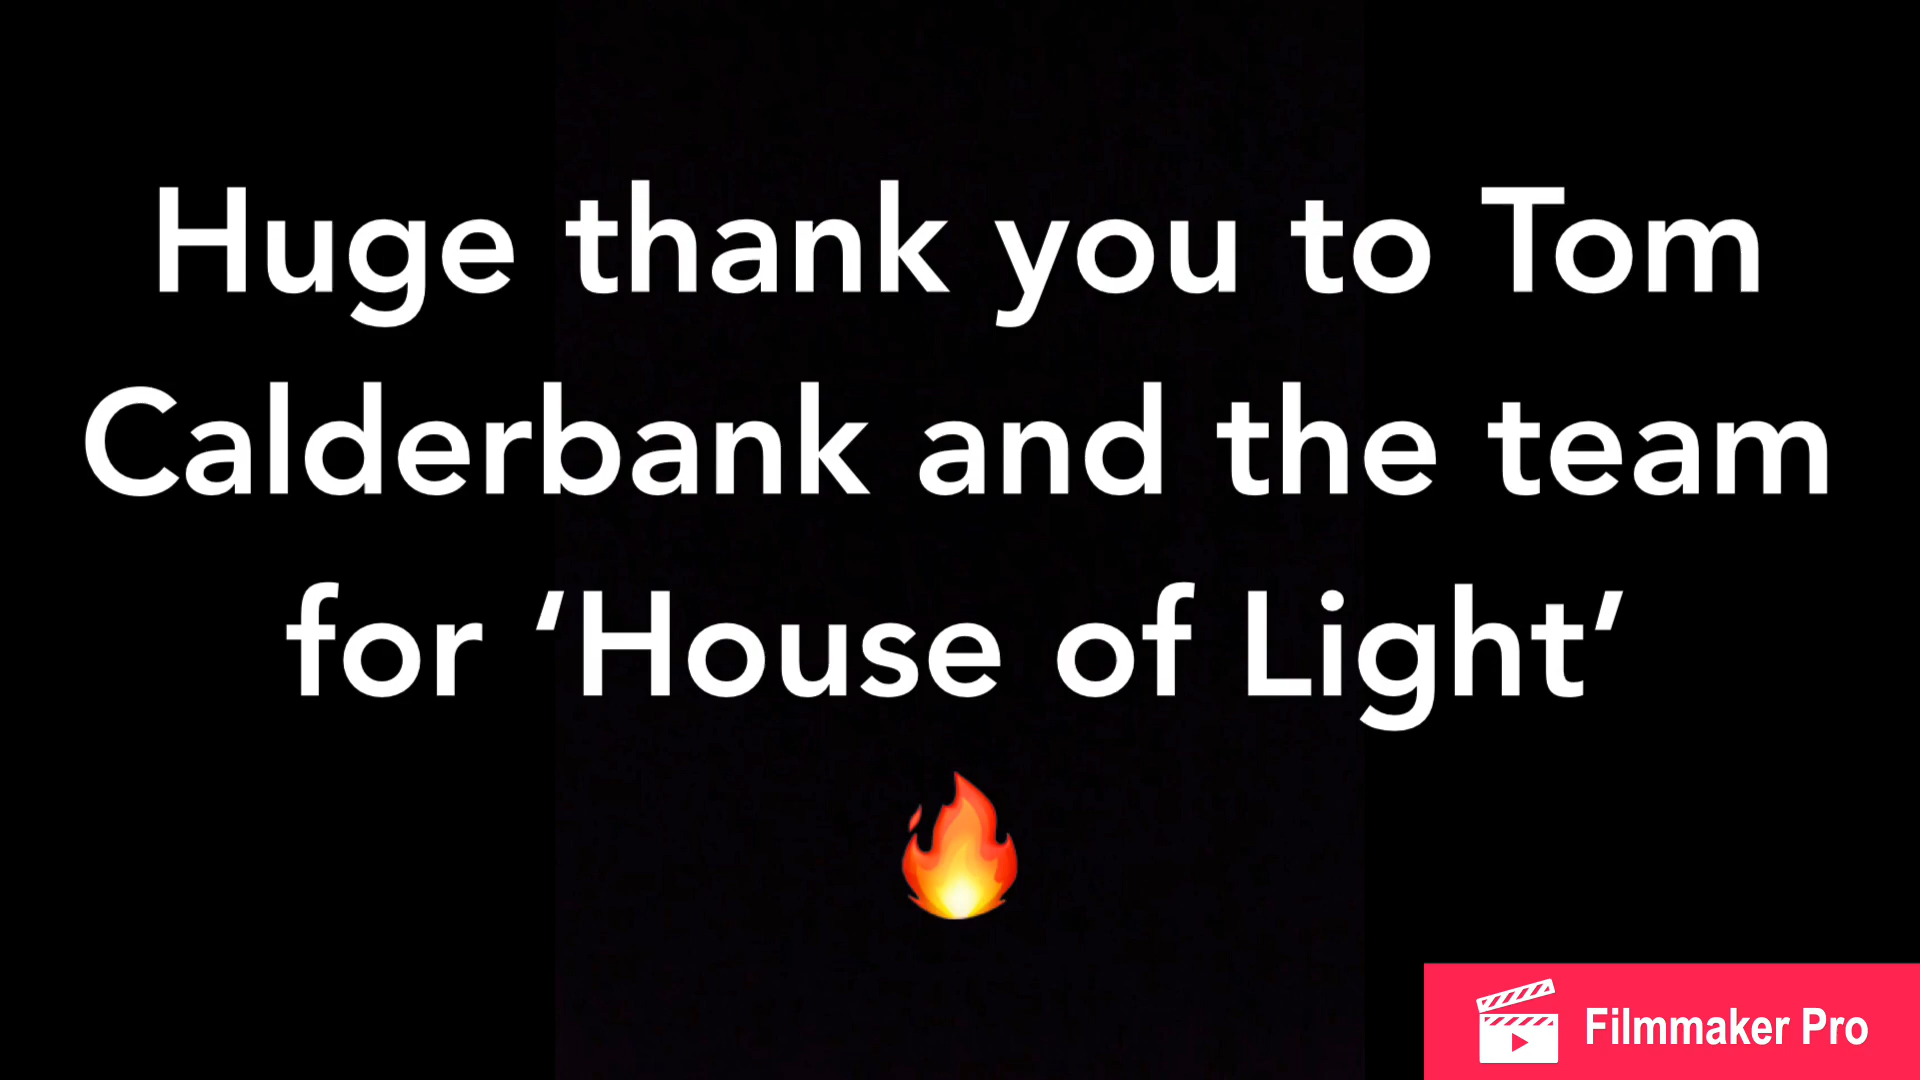 Huge thank you to Tom
Calderbank and the team
for ‘House of Light’
🔥
Filmmaker Pro